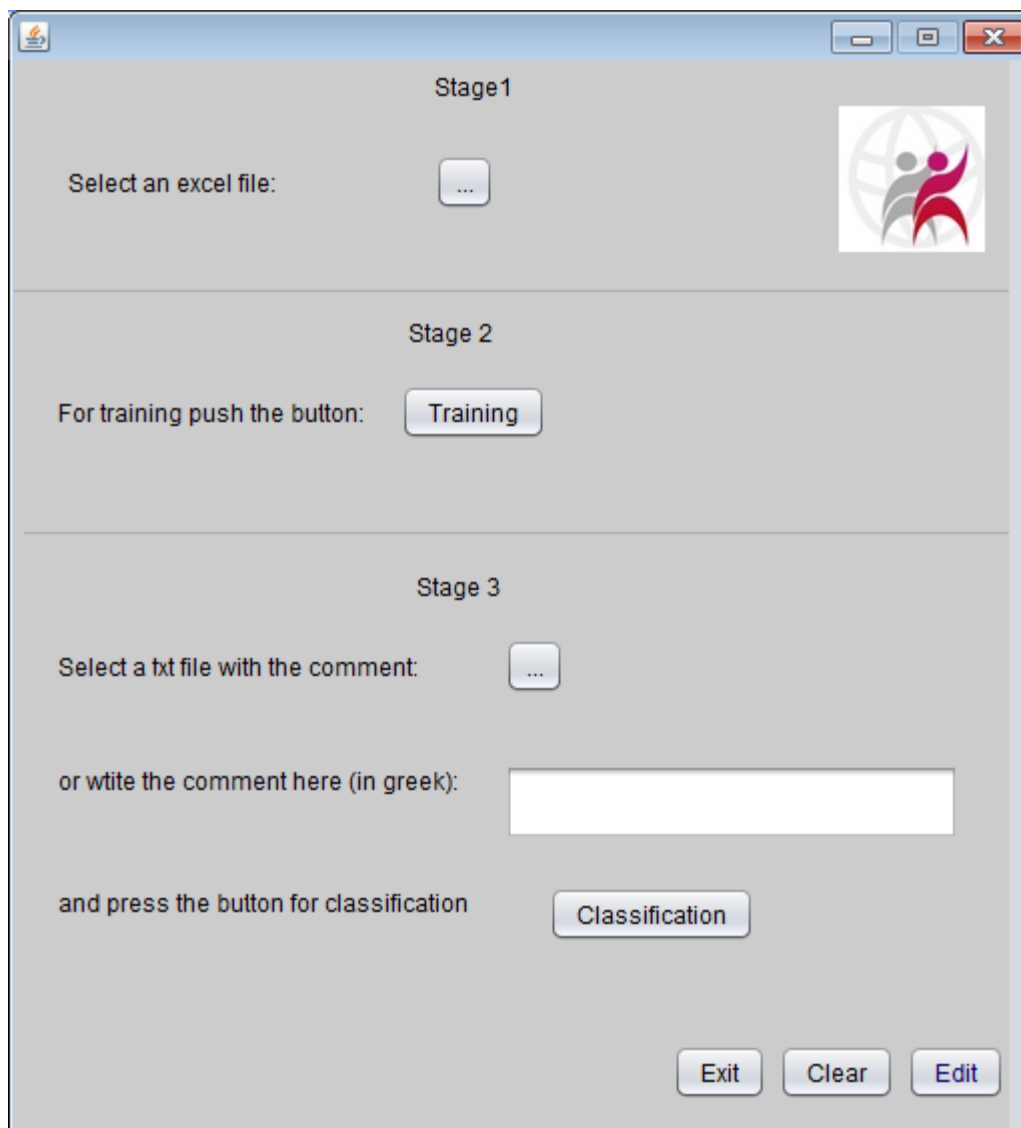 Stage1
Select an excel file: ...
Stage 2
For training push the button: Training
Stage 3
Select a txt file with the comment: ...
or wtite the comment here (in greek):
and press the button for classification Classification
Exit Clear Edit